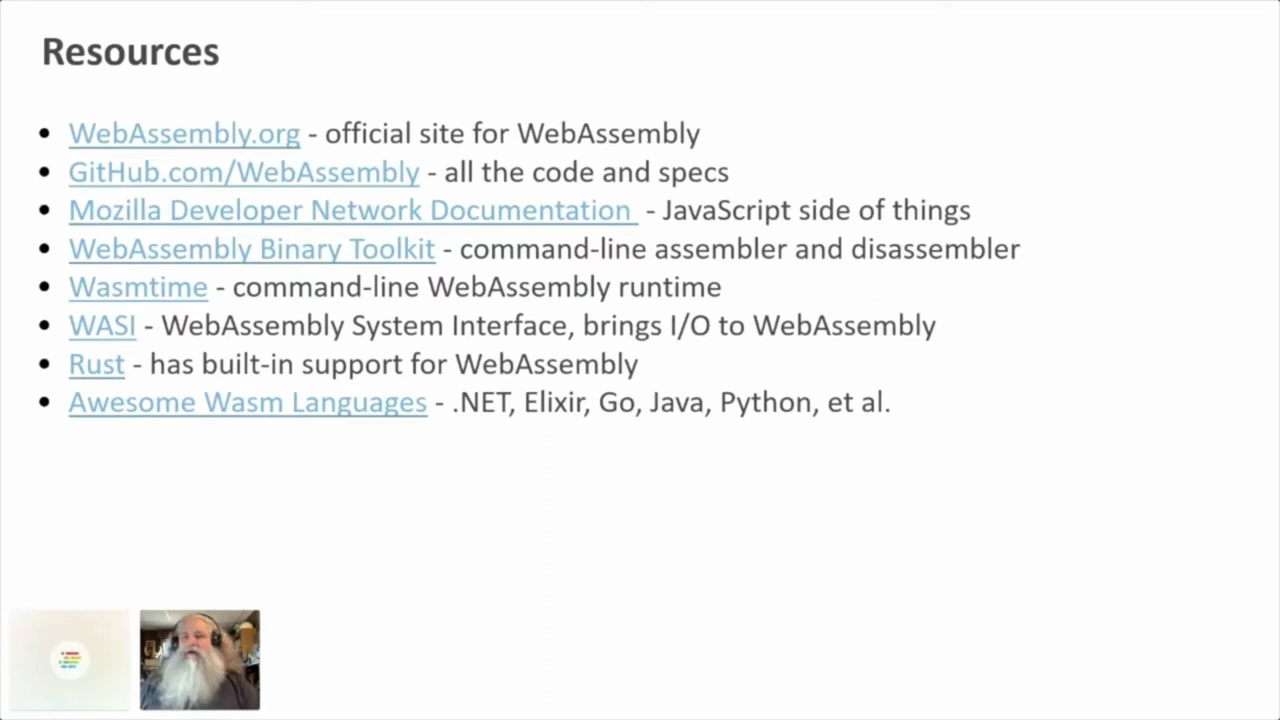 Resources
WebAssembly.org - official site for WebAssembly
GitHub.com/WebAssembly - all the code and specs
Mozilla Developer Network Documentation - JavaScript side of things
WebAssembly Binary Toolkit - command-line assembler and disassembler
Wasmtime - command-line WebAssembly runtime
WASI - WebAssembly System Interface, brings I/O to WebAssembly
Rust - has built-in support for WebAssembly
Awesome Wasm Languages - .NET, Elixir, Go, Java, Python, et al.